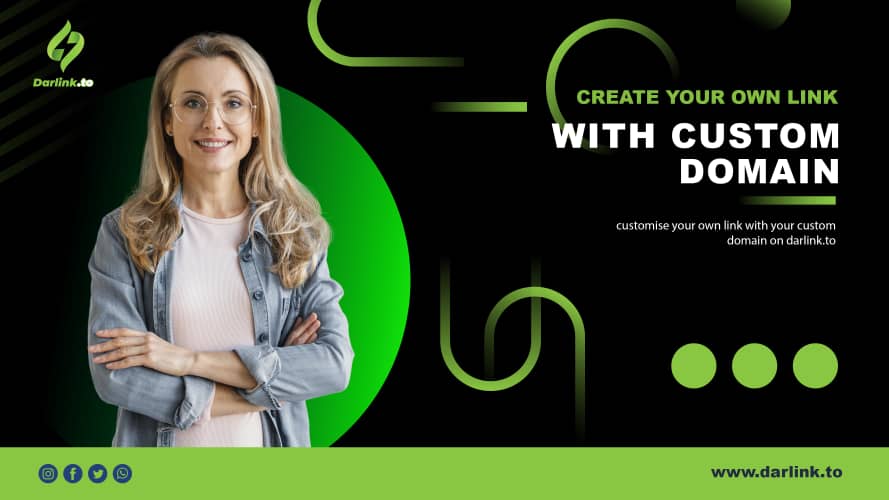 Darlink.to
CREATE YOUR OWN LINK
WITH CUSTOM
DOMAIN
customise your own link with your custom
domain on darlink.to
www.darlink.to